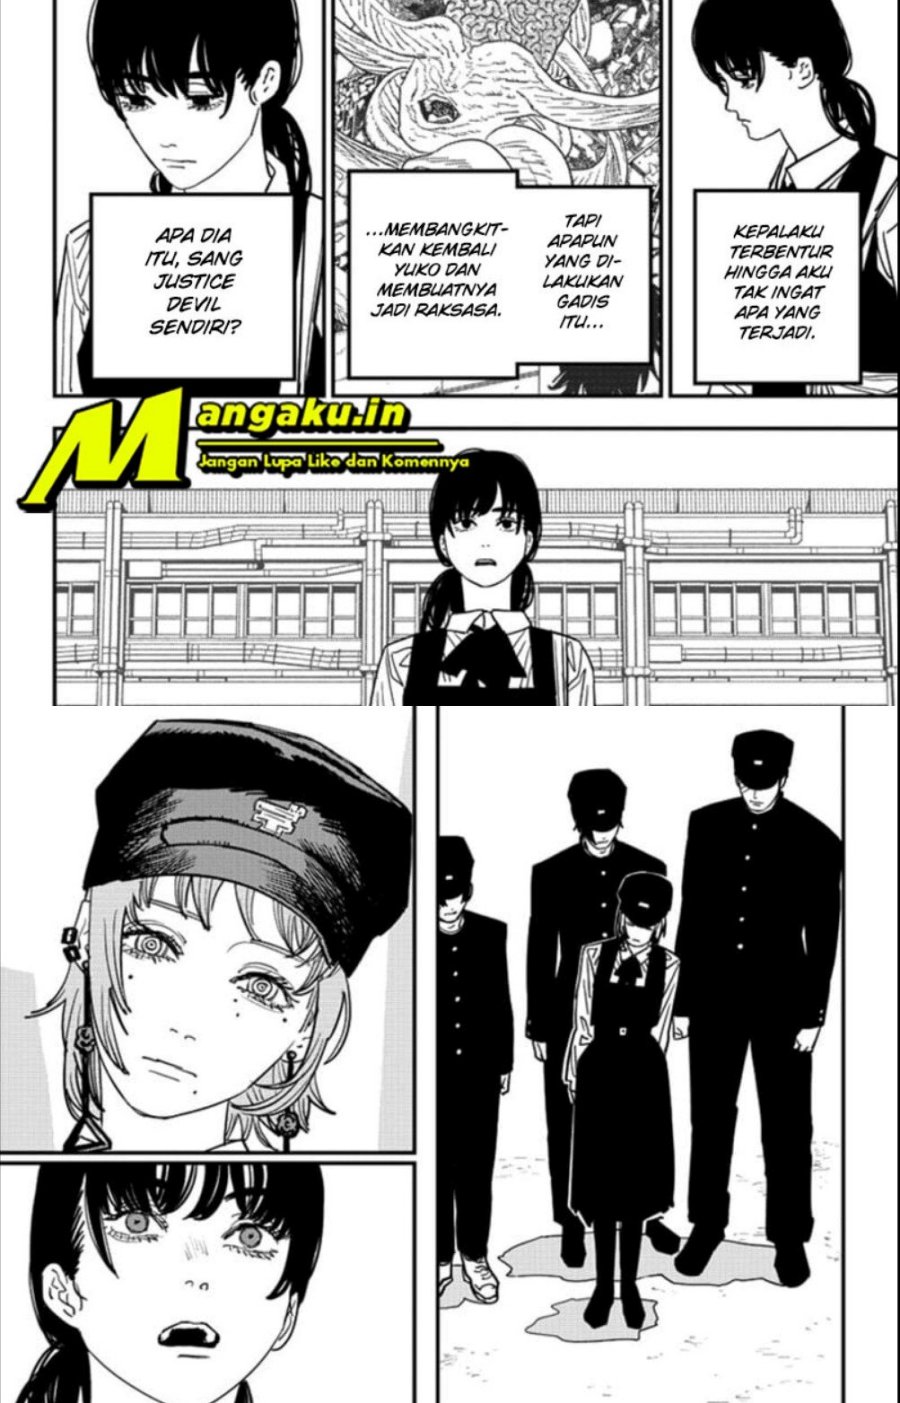 KEPALAKU
TERBENTUR
HINGGA AKU
TAK INGAT
APA YANG
TERJADI.
TAPI
APAPUN
YANG DI-
LAKUKAN
GADIS
ITU...
...MEMBANGKIT-
KAN KEMBALI
YUKO DAN
MEMBUATNYA
JADI RAKSASA.
APA DIA
ITU, SANG
JUSTICE
DEVIL
SENDIRI?
Mangaku.in
Jangan Lupa Like dan Komennya